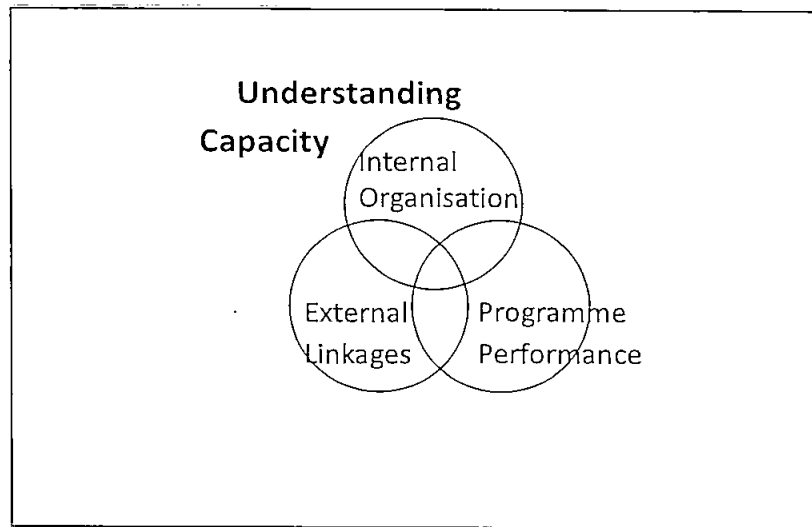 Understanding
Capacity
Internal
Organisation
External
Linkages
Programme
Performance